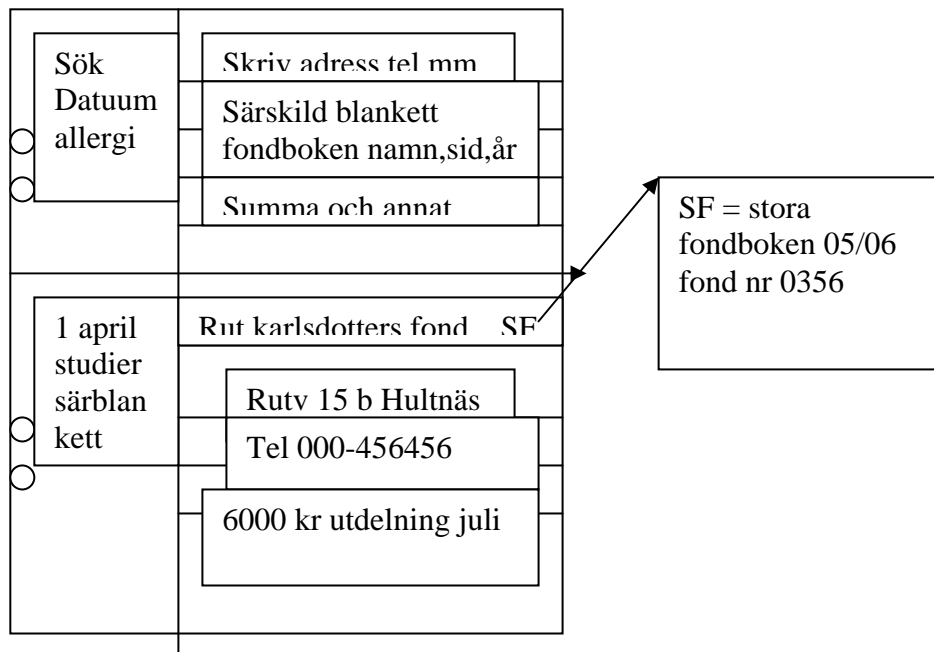 Sök
Datuum
allergi
Skriv adress tel mm
Särskild blankett
fondboken namn,sid,år
Summa och annat
SF = stora
fondboken 05/06
fond nr 0356
1 april
studier
särblan
kett
Rut karlsdotters fond SF
Rutv 15 b Hultnäs
Tel 000-456456
6000 kr utdelning juli